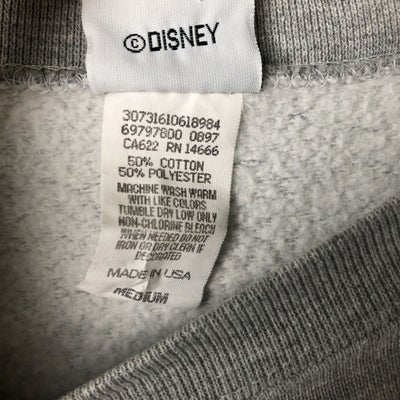 ©DISNEY
30731610618984
69797800 0897
CA622 RN 14666
50% COTTON
50% POLYESTER
MACHINE WASH WARM
WITH LIKE COLORS
TUMBLE DRY LOW ONLY
NON-CHLORINE BLEACH
WHEN NEEDED DO NOT
IRON OR DRY CLEAN IF
DECORATED
MADE IN USA
MEDIUM